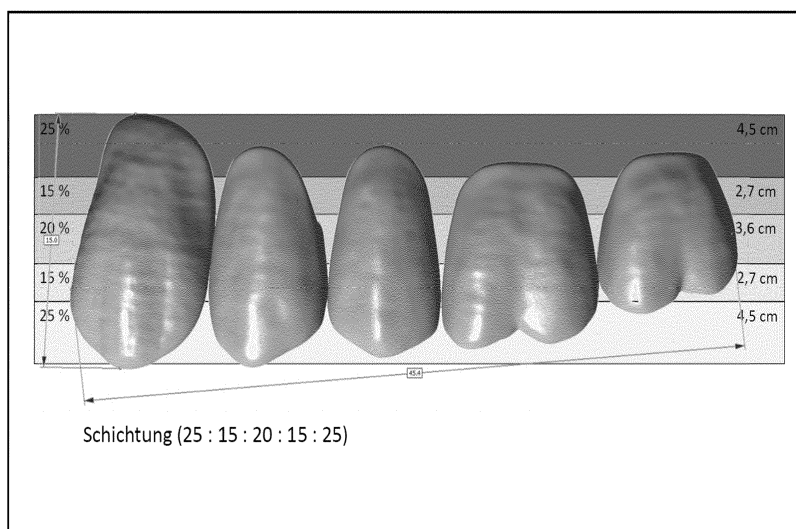 25 % 4,5 cm
15 % 2,7 cm
20 % 3,6 cm
15.0
15 % 2,7 cm
25 % 4,5 cm
45.4
Schichtung (25 : 15 : 20 : 15 : 25)